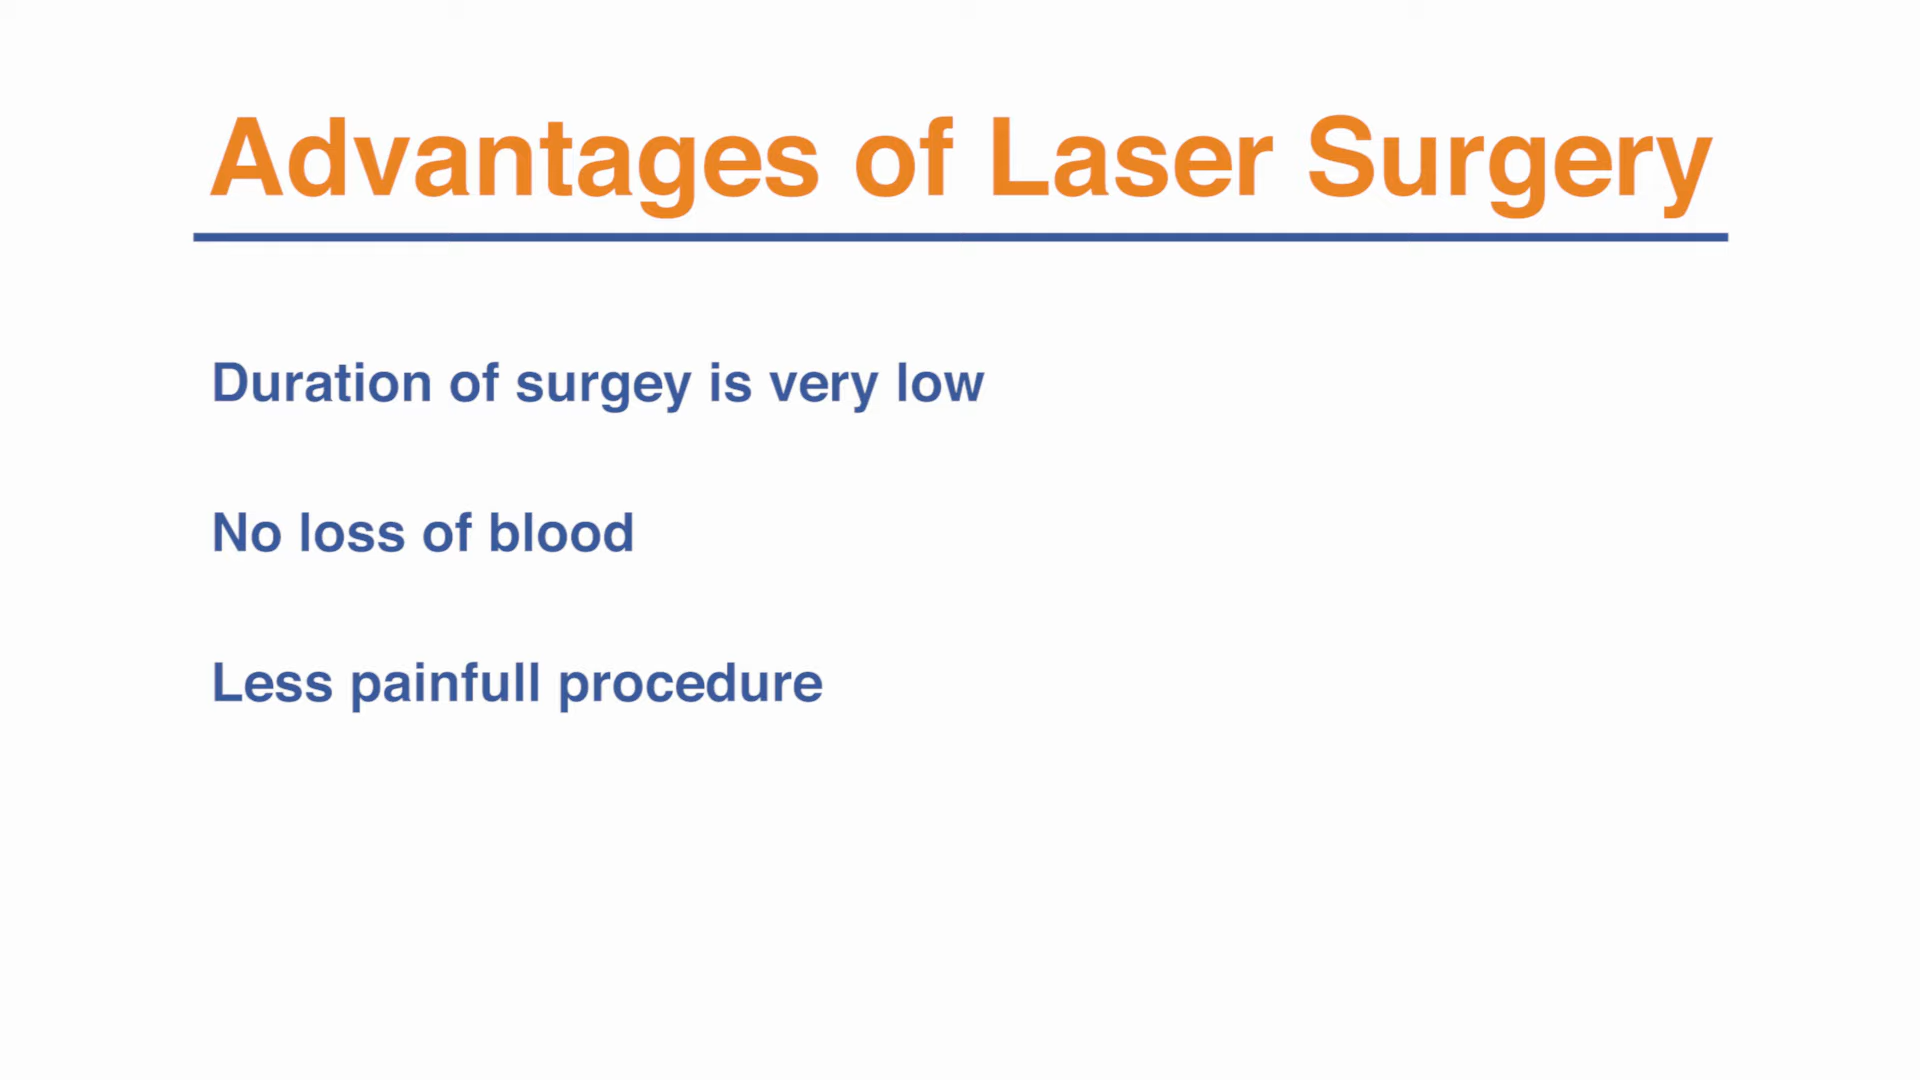 Advantages of Laser Surgery
Duration of surgey is very low
No loss of blood
Less painfull procedure